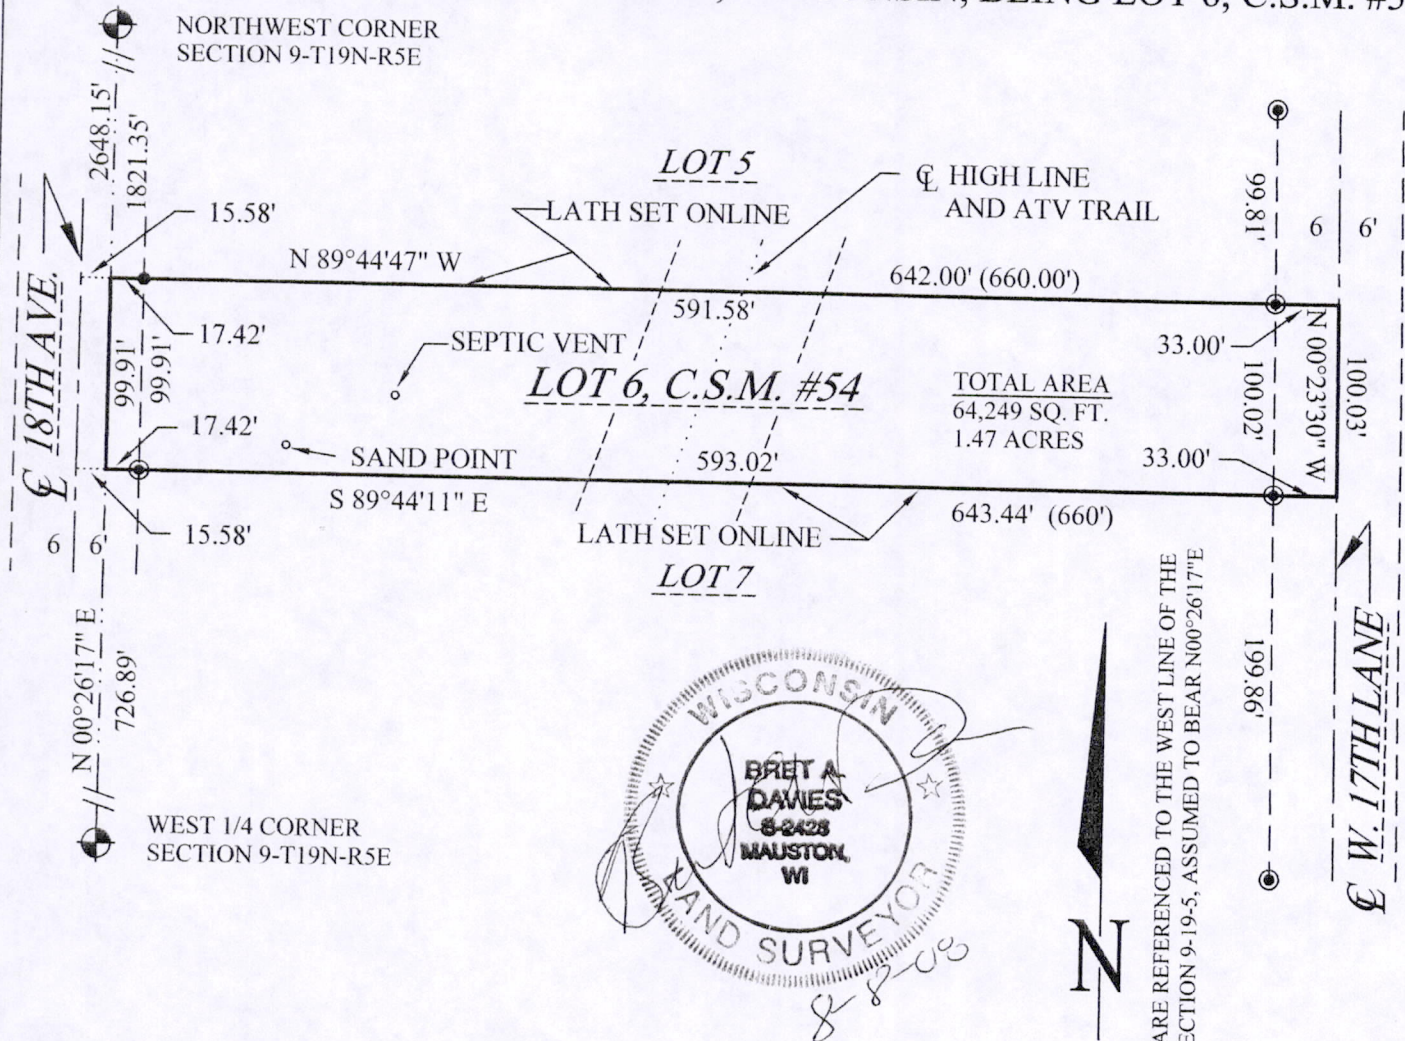 BEING LOT 6, C.S.M. #5
NORTHWEST CORNER
SECTION 9-T19N-R5E
2648.15'
1821.35'
15.58'
LOT 5
LATH SET ONLINE
℄ HIGH LINE
AND ATV TRAIL
99.81'
6 6'
N 89°44'47" W
642.00' (660.00')
591.58'
17.42'
℄ 18TH AVE.
99.91'
99.91'
SEPTIC VENT
33.00'
LOT 6, C.S.M. #54
TOTAL AREA
64,249 SQ. FT.
1.47 ACRES
100.02'
N 00°23'30" W
100.03'
17.42'
SAND POINT
593.02'
33.00'
S 89°44'11" E
643.44' (660')
15.58'
6 6'
LATH SET ONLINE
LOT 7
N 00°26'17" E
726.89'
WEST 1/4 CORNER
SECTION 9-T19N-R5E
WISCONSIN
BRET A.
DAVIES
S-2428
MAUSTON,
WI
LAND SURVEYOR
8-8-08
N
ARE REFERENCED TO THE WEST LINE OF THE
ECTION 9-19-5, ASSUMED TO BEAR N00°26'17"E
199.86'
℄ W. 17TH LANE